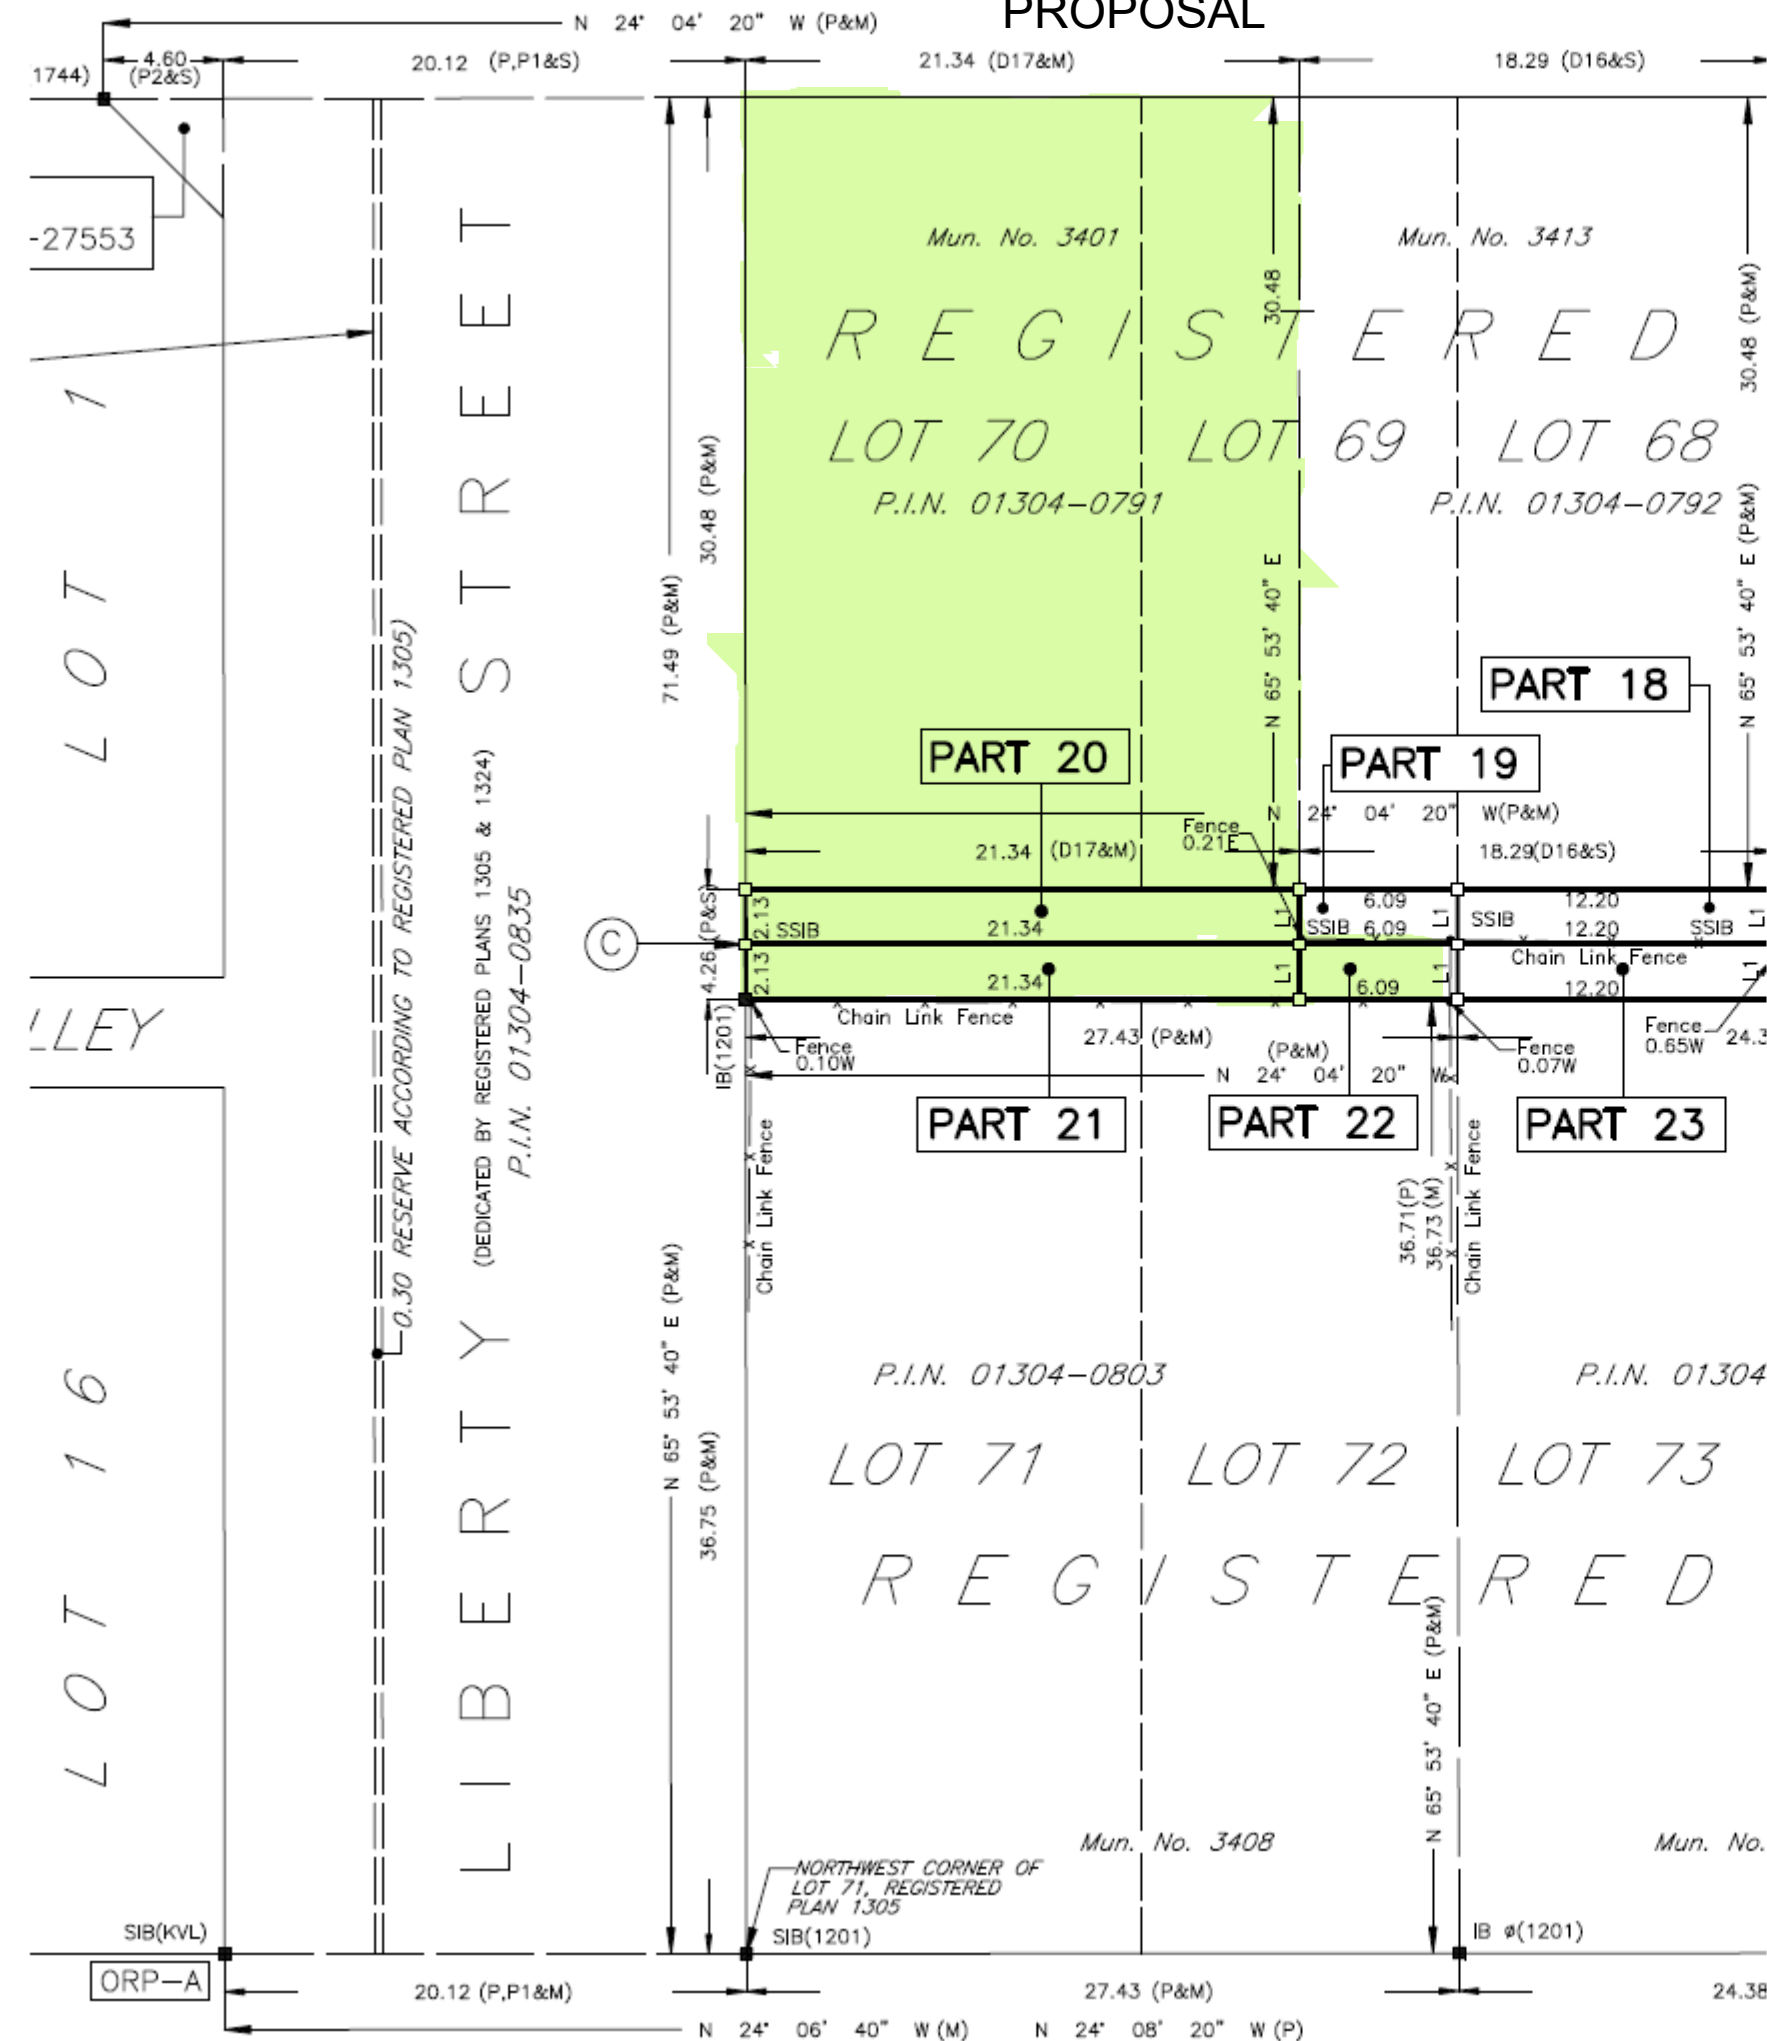 PROPOSAL
N 24° 04' 20" W (P&M)
4.60
(P2&S)
20.12 (P,P1&S)
21.34 (D17&M)
18.29 (D16&S)
1744)
-27553
Mun. No. 3401
Mun. No. 3413
30.48
30.48 (P&M)
REGISTERED
LOT 1
LOT 70
LOT 69
LOT 68
P.I.N. 01304-0791
P.I.N. 01304-0792
30.48 (P&M)
71.49 (P&M)
N 65° 53' 40" E
N 65° 53' 40" E (P&M)
0.30 RESERVE ACCORDING TO REGISTERED PLAN 1305)
LIBERTY STREET
(DEDICATED BY REGISTERED PLANS 1305 & 1324)
P.I.N. 01304-0835
PART 18
PART 20
PART 19
N 24° 04' 20" W(P&M)
Fence
0.21E
21.34 (D17&M)
18.29(D16&S)
4.26 (P&S)
2.13
SSIB
21.34
L1
6.09
SSIB 6.09
L1
SSIB
12.20
12.20
SSIB
L1
C
2.13
21.34
L1
6.09
L1
Chain Link Fence
12.20
L1
IB(1201)
Chain Link Fence
27.43 (P&M)
Fence
0.10W
(P&M)
N 24° 04' 20" W
Fence
0.07W
Fence
0.65W
24.3
LLEY
PART 21
PART 22
PART 23
Chain Link Fence
36.71(P)
36.73(M)
Chain Link Fence
N 65° 53' 40" E (P&M)
36.75 (P&M)
P.I.N. 01304-0803
P.I.N. 01304
LOT 16
LOT 71
LOT 72
LOT 73
REGISTERED
N 65° 53' 40" E (P&M)
Mun. No. 3408
Mun. No.
NORTHWEST CORNER OF
LOT 71, REGISTERED
PLAN 1305
SIB(KVL)
SIB(1201)
IB ø(1201)
ORP-A
20.12 (P,P1&M)
27.43 (P&M)
24.38
N 24° 06' 40" W (M)
N 24° 08' 20" W (P)